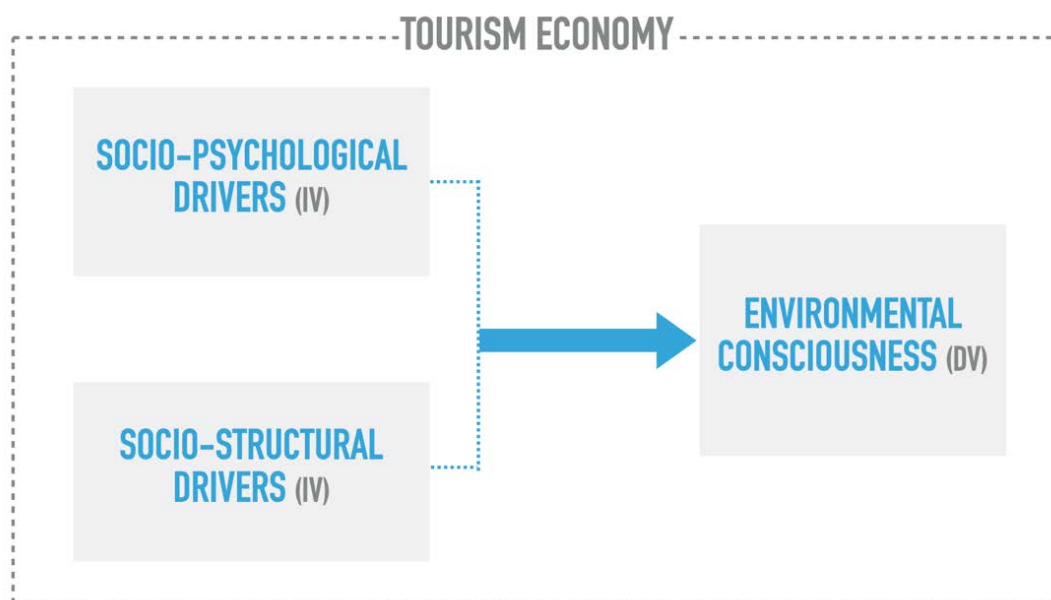 TOURISM ECONOMY
SOCIO-PSYCHOLOGICAL
DRIVERS (IV)
ENVIRONMENTAL
CONSCIOUSNESS (DV)
SOCIO-STRUCTURAL
DRIVERS (IV)